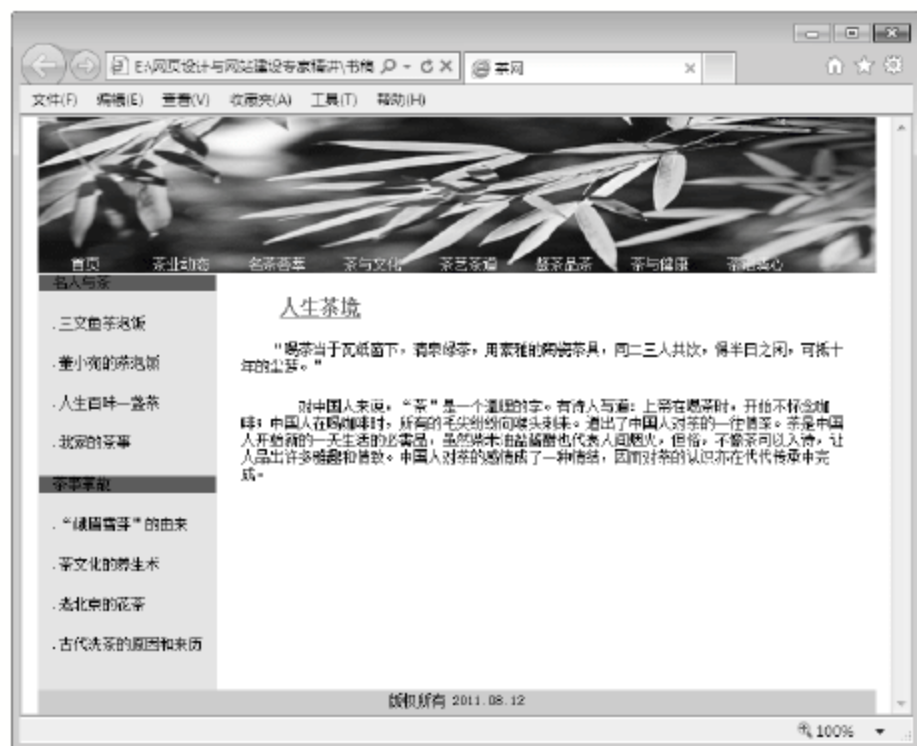 E:\网页设计与网站建设专家精讲\书稿
茶网
文件(F) 编辑(E) 查看(V) 收藏夹(A) 工具(T) 帮助(H)
首页 茶业动态 名茶荟萃 茶与文化 茶艺茶道 茶品茶 茶与健康
名人与茶
人生茶境
.三文鱼茶泡饭
“喝茶当于瓦纸窗下，清泉绿茶，用素雅的陶瓷茶具，同二三人共饮，得半日之闲，可抵十
年的尘梦。”
.董小宛的茶泡饭
.人生百味一盏茶
对中国人来说，“茶”是一个温暖的字。有诗人写道：上帝在喝茶时，开始不怀念咖
啡；中国人在喝咖啡时，所有的毛尖纷纷向喉头刺来。道出了中国人对茶的一往情深。茶是中国
人开始新的一天生活的必需品，虽然柴米油盐酱醋也代表人间烟火，但俗，不像茶可以入诗，让
人品出许多雅趣和情致。中国人对茶的感情成了一种情结，因而对茶的认识亦在代代传承中完
成。
.我家的茶事
茶事掌故
.“峨眉雪芽”的由来
.茶文化的养生术
.老北京的花茶
.古代洗茶的原因和来历
版权所有 2011.08.12
100%